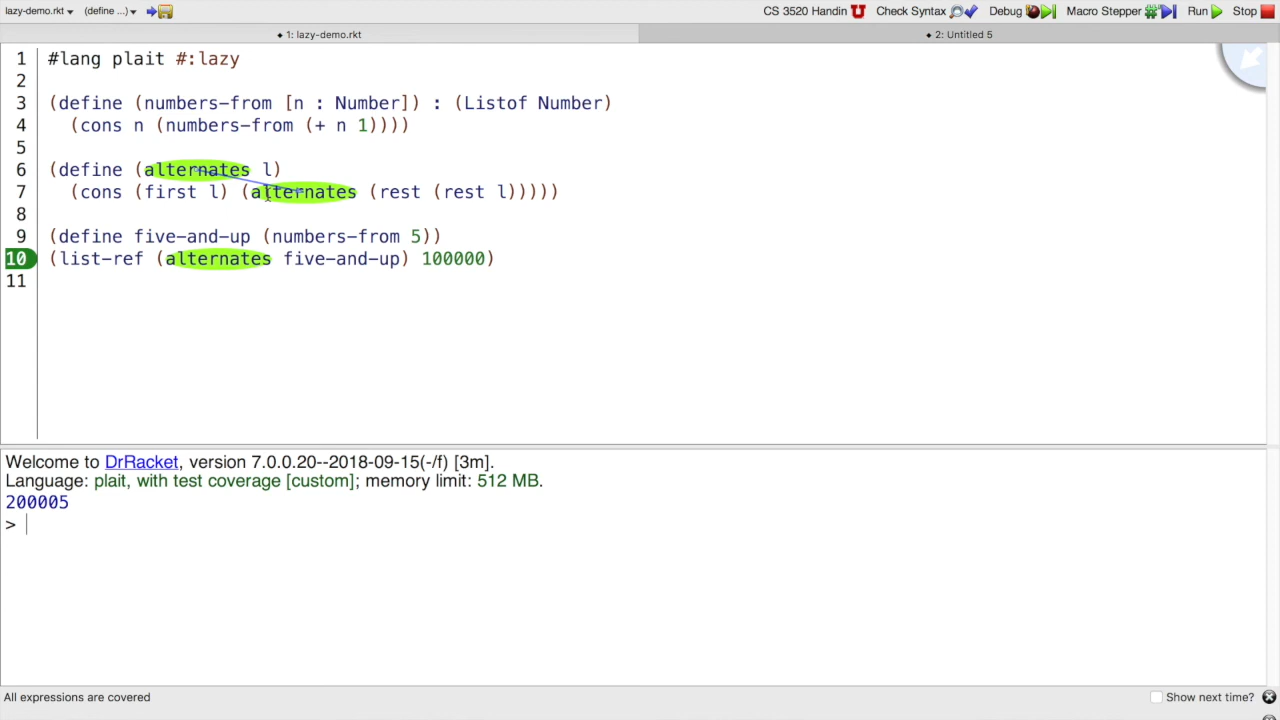 lazy-demo.rkt ▾ (define ...) ▾ CS 3520 Handin Check Syntax Debug Macro Stepper Run Stop
◆ 1: lazy-demo.rkt ◆ 2: Untitled 5
1 #lang plait #:lazy
2
3 (define (numbers-from [n : Number]) : (Listof Number)
4 (cons n (numbers-from (+ n 1))))
5
6 (define (alternates l)
7 (cons (first l) (alternates (rest (rest l)))))
8
9 (define five-and-up (numbers-from 5))
10 (list-ref (alternates five-and-up) 100000)
11
Welcome to DrRacket, version 7.0.0.20--2018-09-15(-/f) [3m].
Language: plait, with test coverage [custom]; memory limit: 512 MB.
200005
>
All expressions are covered Show next time?